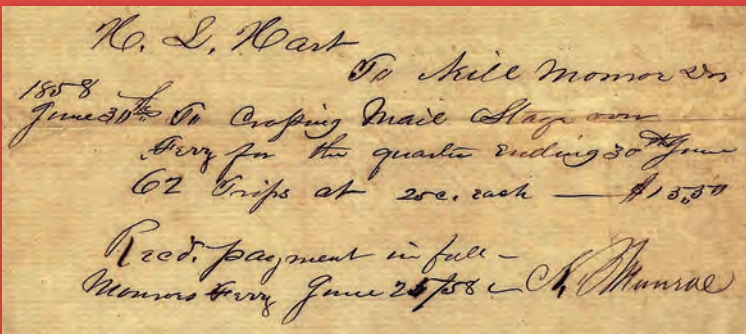 H. L. Hart
To Neill Monroe Dr
1858
June 30th To Crossing Mail Stage over
Ferry for the quarter Ending 30th June
62 Trips at 25c. each — $15,50
Recd. payment in full –
Monroes Ferry June 25/58 N. Munroe